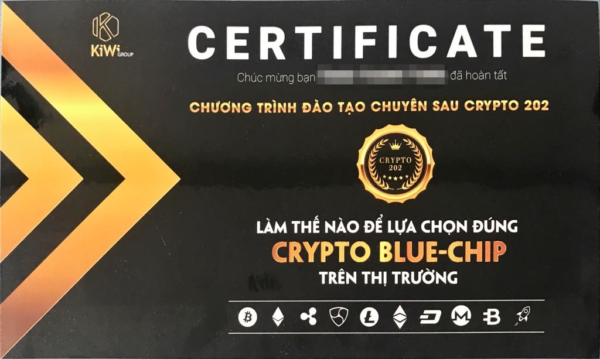 KiWi GROUP
CERTIFICATE
Chúc mừng bạn đã hoàn tất
CHƯƠNG TRÌNH ĐÀO TẠO CHUYÊN SAU CRYPTO 202
CRYPTO
202
LÀM THẾ NÀO ĐỂ LỰA CHỌN ĐÚNG
CRYPTO BLUE-CHIP
TRÊN THỊ TRƯỜNG